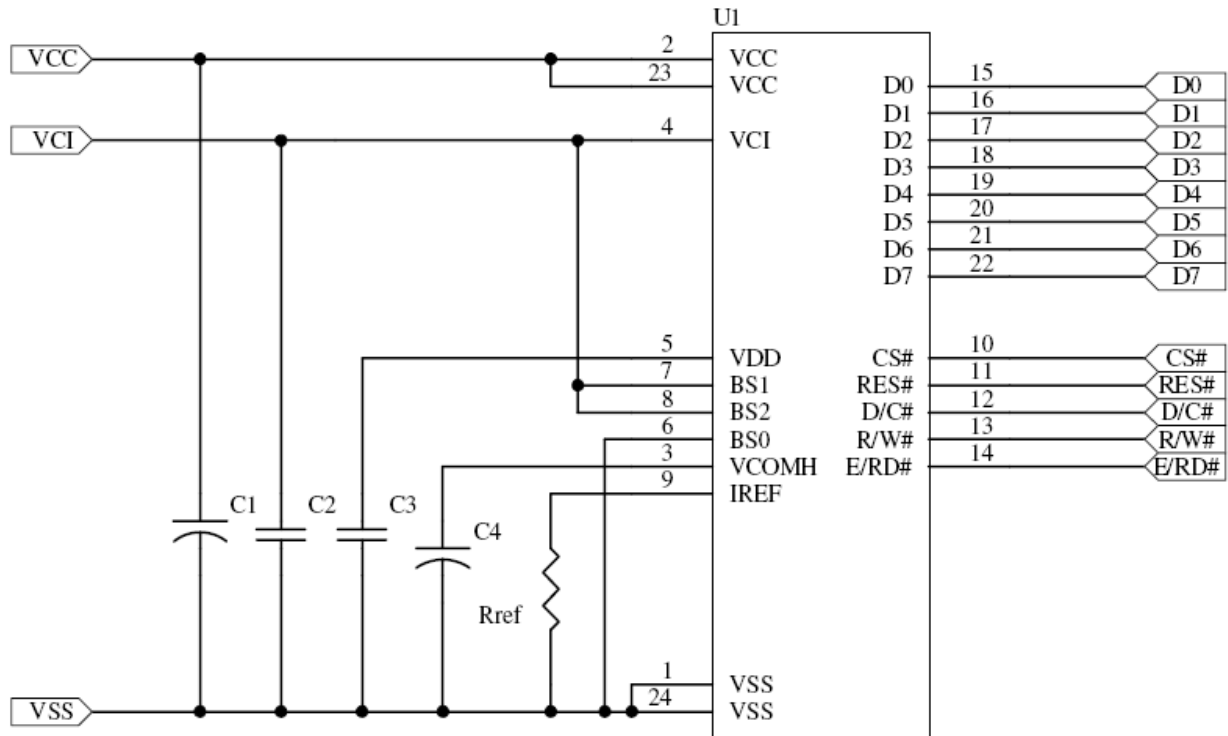 U1
VCC 2 VCC
23 VCC
D0 15 D0
D1 16 D1
VCI 4 VCI
D2 17 D2
D3 18 D3
D4 19 D4
D5 20 D5
D6 21 D6
D7 22 D7
5 VDD CS# 10 CS#
7 BS1 RES# 11 RES#
8 BS2 D/C# 12 D/C#
6 BS0 R/W# 13 R/W#
3 VCOMH E/RD# 14 E/RD#
9 IREF
C1 C2 C3 C4
Rref
1 VSS
VSS 24 VSS